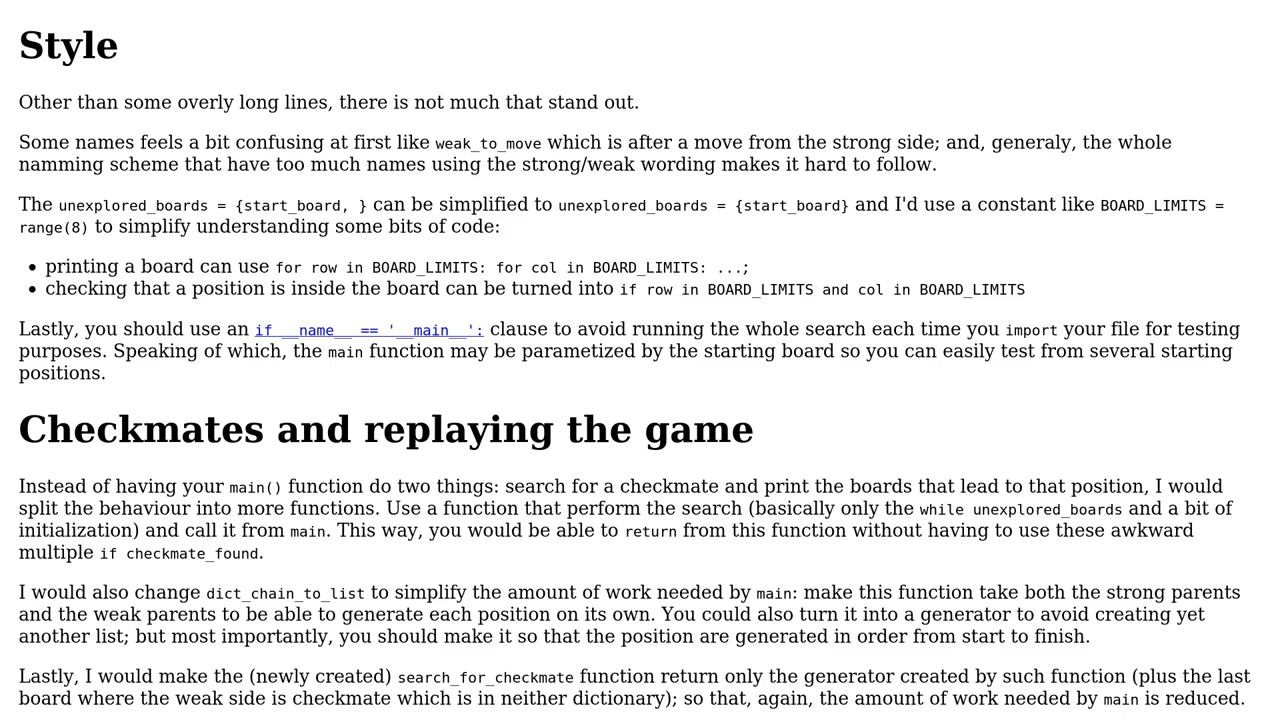 Style
Other than some overly long lines, there is not much that stand out.
Some names feels a bit confusing at first like weak_to_move which is after a move from the strong side; and, generaly, the whole
namming scheme that have too much names using the strong/weak wording makes it hard to follow.
The unexplored_boards = {start_board, } can be simplified to unexplored_boards = {start_board} and I'd use a constant like BOARD_LIMITS =
range(8) to simplify understanding some bits of code:
• printing a board can use for row in BOARD_LIMITS: for col in BOARD_LIMITS: ...;
• checking that a position is inside the board can be turned into if row in BOARD_LIMITS and col in BOARD_LIMITS
Lastly, you should use an if __name__ == '__main__': clause to avoid running the whole search each time you import your file for testing
purposes. Speaking of which, the main function may be parametized by the starting board so you can easily test from several starting
positions.
Checkmates and replaying the game
Instead of having your main() function do two things: search for a checkmate and print the boards that lead to that position, I would
split the behaviour into more functions. Use a function that perform the search (basically only the while unexplored_boards and a bit of
initialization) and call it from main. This way, you would be able to return from this function without having to use these awkward
multiple if checkmate_found.
I would also change dict_chain_to_list to simplify the amount of work needed by main: make this function take both the strong parents
and the weak parents to be able to generate each position on its own. You could also turn it into a generator to avoid creating yet
another list; but most importantly, you should make it so that the position are generated in order from start to finish.
Lastly, I would make the (newly created) search_for_checkmate function return only the generator created by such function (plus the last
board where the weak side is checkmate which is in neither dictionary); so that, again, the amount of work needed by main is reduced.